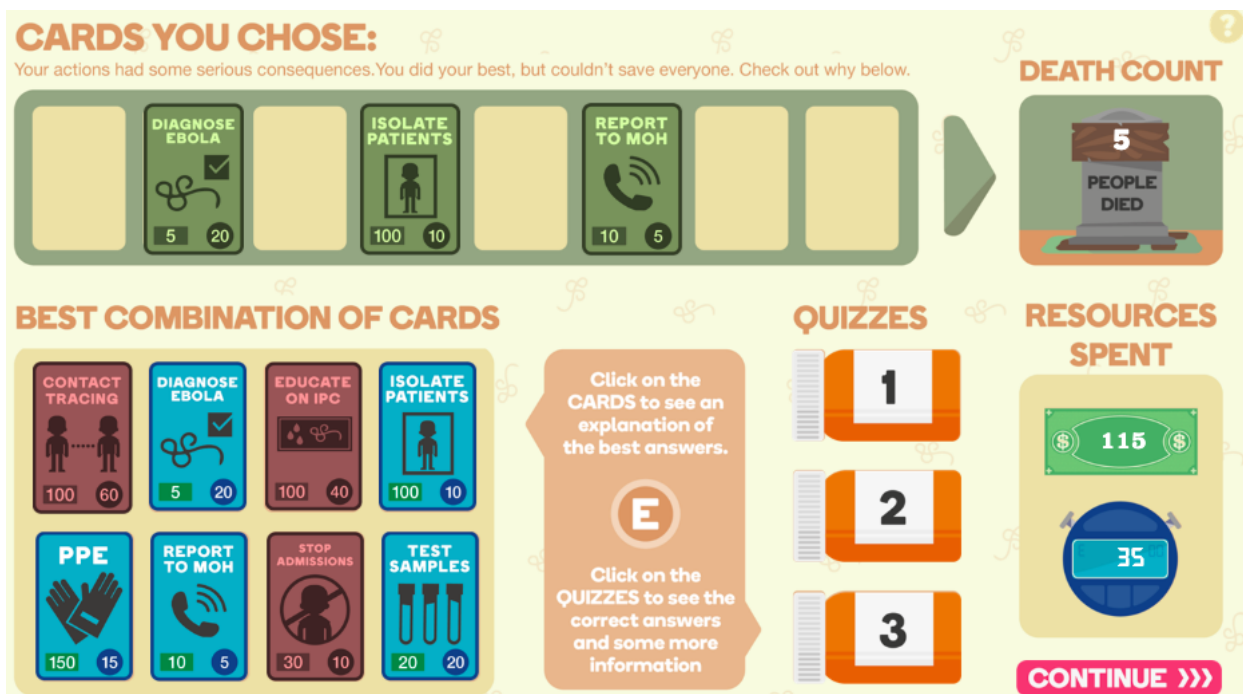 CARDS YOU CHOSE:
Your actions had some serious consequences.You did your best, but couldn't save everyone. Check out why below.
?
DIAGNOSE
EBOLA
5 20
ISOLATE
PATIENTS
100 10
REPORT
TO MOH
10 5
DEATH COUNT
5
PEOPLE
DIED
BEST COMBINATION OF CARDS
CONTACT
TRACING
100 60
DIAGNOSE
EBOLA
5 20
EDUCATE
ON IPC
100 40
ISOLATE
PATIENTS
100 10
PPE
150 15
REPORT
TO MOH
10 5
STOP
ADMISSIONS
30 10
TEST
SAMPLES
20 20
Click on the
CARDS to see an
explanation of
the best answers.
E
Click on the
QUIZZES to see the
correct answers
and some more
information
QUIZZES
1
2
3
RESOURCES
SPENT
$ 115 $
35
CONTINUE >>>